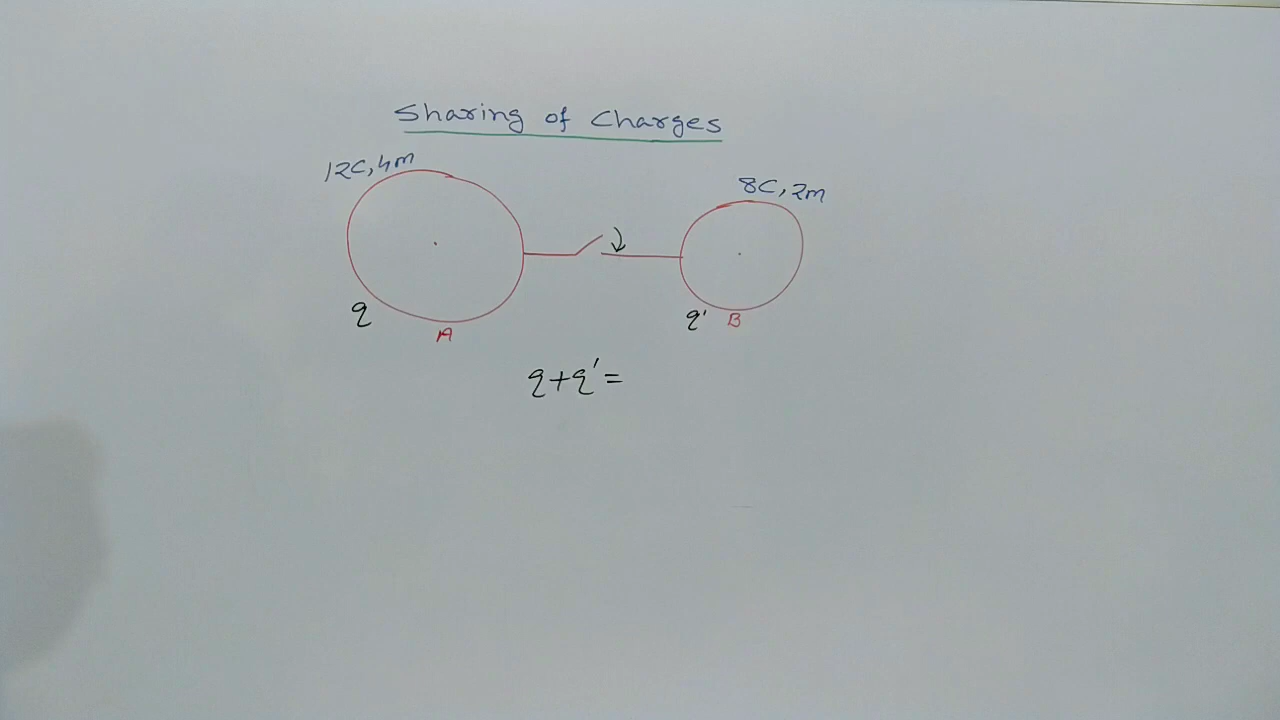 Sharing of Charges
12C, 4m
8C, 2m
q
A
q' B
q+q'=